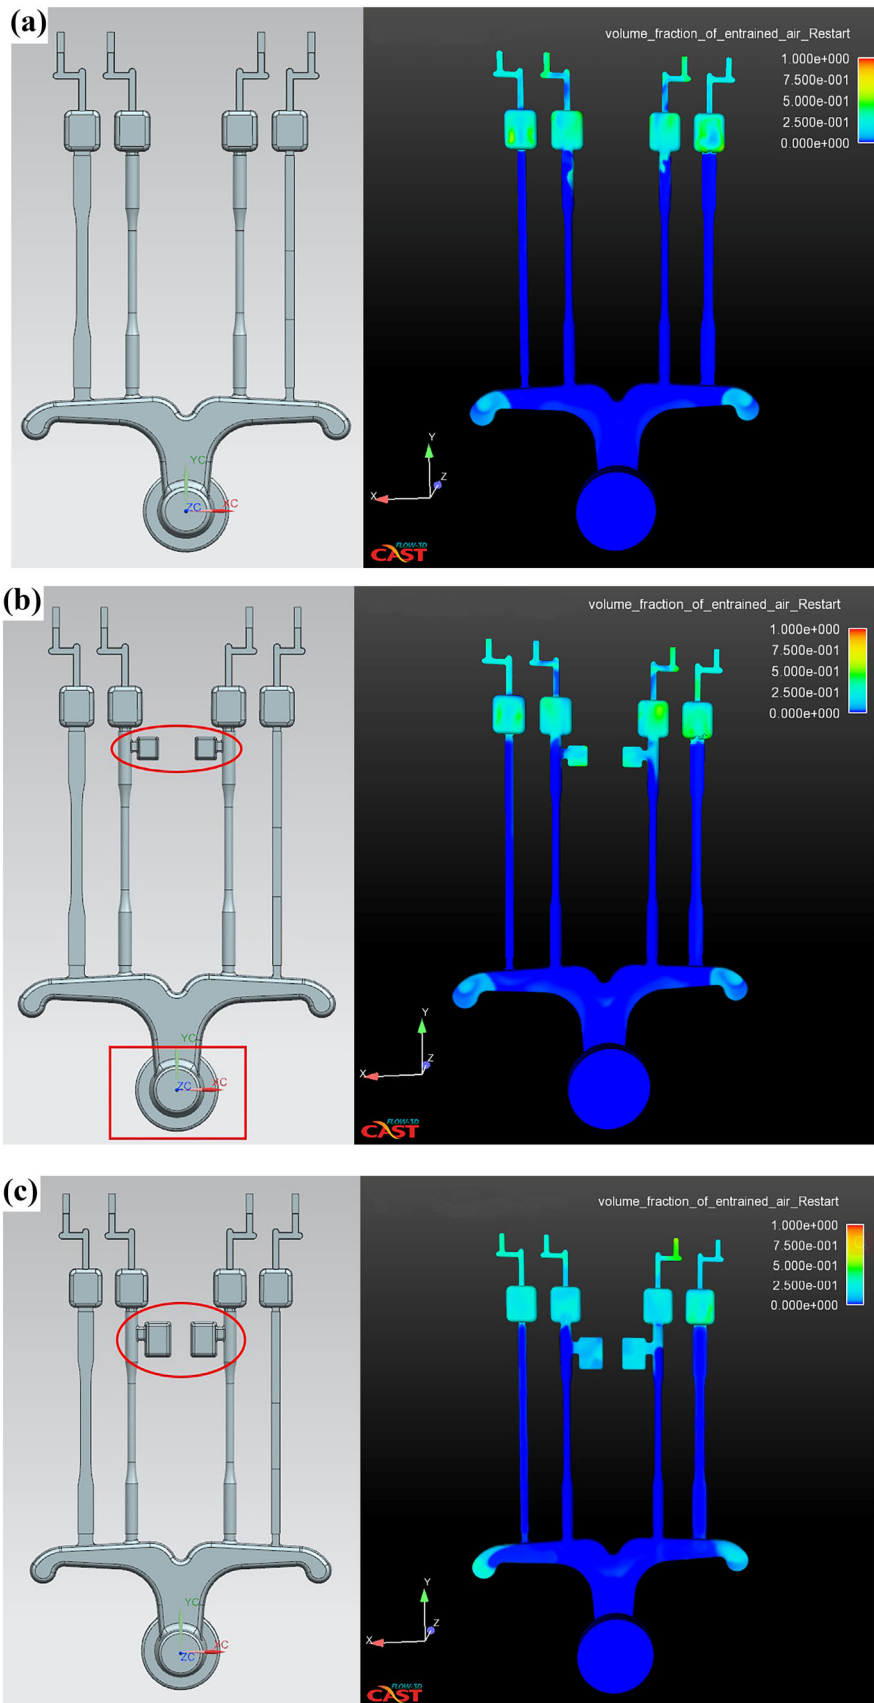 (a)
volume_fraction_of_entrained_air_Restart
1.000e+000
7.500e-001
5.000e-001
2.500e-001
0.000e+000
YC
ZC XC
Y
Z
X
FLOW-3D
CAST
(b)
volume_fraction_of_entrained_air_Restart
1.000e+000
7.500e-001
5.000e-001
2.500e-001
0.000e+000
YC
ZC XC
Y
Z
X
FLOW-3D
CAST
(c)
volume_fraction_of_entrained_air_Restart
1.000e+000
7.500e-001
5.000e-001
2.500e-001
0.000e+000
YC
ZC XC
Y
Z
X
FLOW-3D
CAST